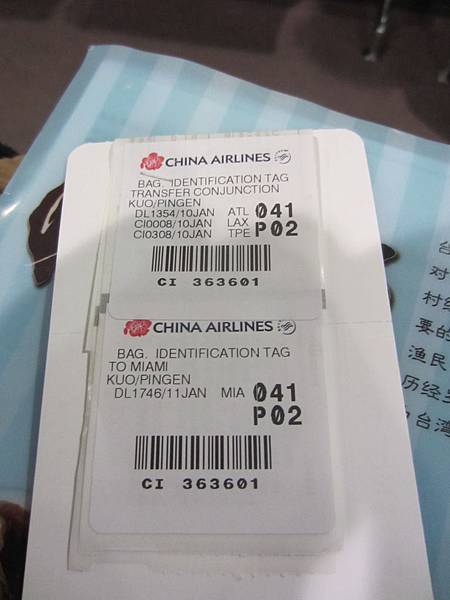 CHINA AIRLINES
BAG. IDENTIFICATION TAG
TRANSFER CONJUNCTION
KUO/PINGEN
DL1354/10JAN ATL 041
CI0008/10JAN LAX P02
CI0308/10JAN TPE
CI 363601
CHINA AIRLINES
BAG. IDENTIFICATION TAG
TO MIAMI
KUO/PINGEN
DL1746/11JAN MIA 041
P02
CI 363601
台
对
村
要的
渔民
历经
台湾